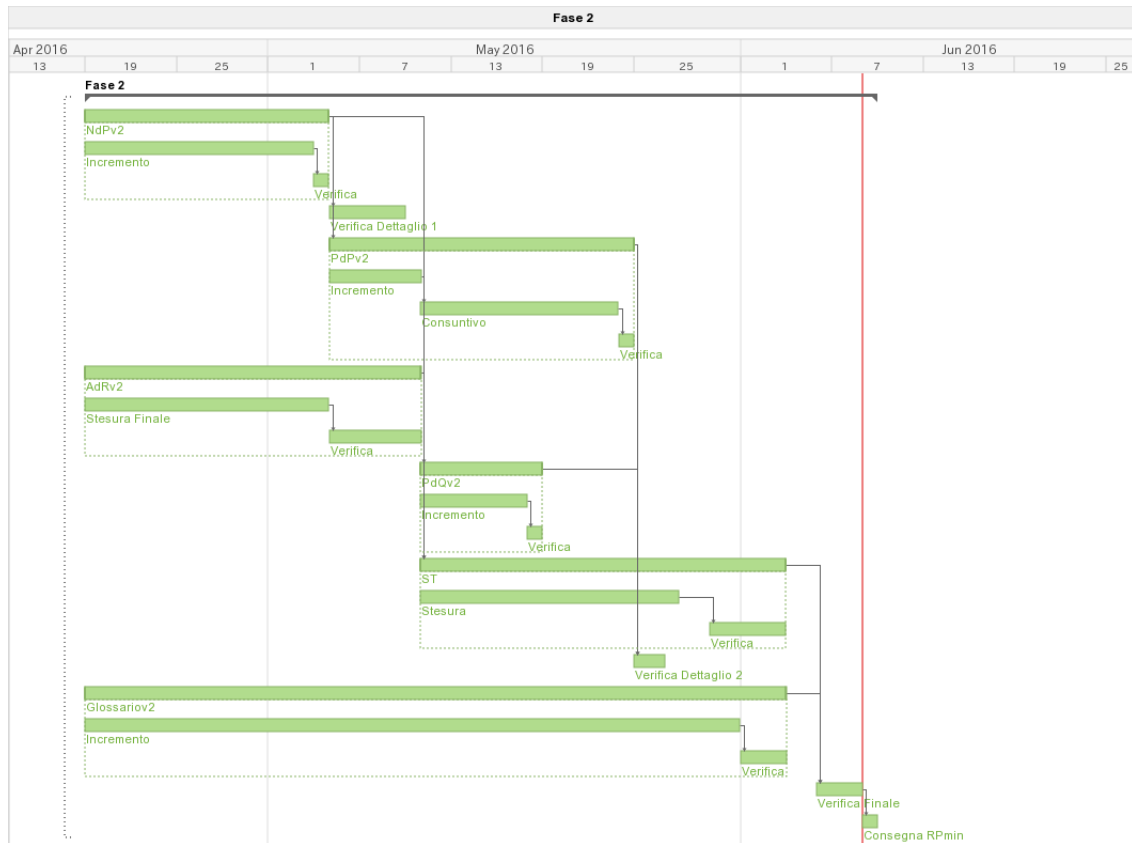 Fase 2
Apr 2016 May 2016 Jun 2016
13 19 25 1 7 13 19 25 1 7 13 19 25
Fase 2
NdPv2
Incremento
Verifica
Verifica Dettaglio 1
PdPv2
Incremento
Consuntivo
Verifica
AdRv2
Stesura Finale
Verifica
PdQv2
Incremento
Verifica
ST
Stesura
Verifica
Verifica Dettaglio 2
Glossariov2
Incremento
Verifica
Verifica Finale
Consegna RPmin